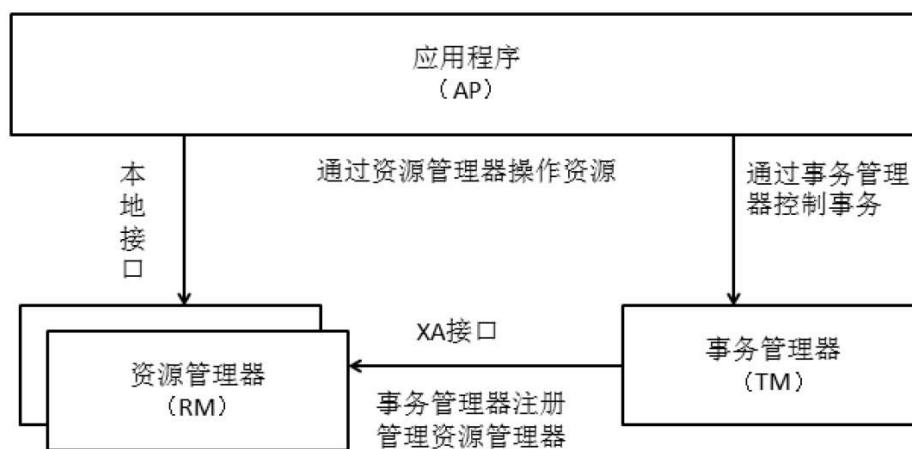 应用程序
（AP）
本
地
接
口
通过资源管理器操作资源
通过事务管理
器控制事务
XA接口
资源管理器
（RM）
事务管理器
（TM）
事务管理器注册
管理资源管理器